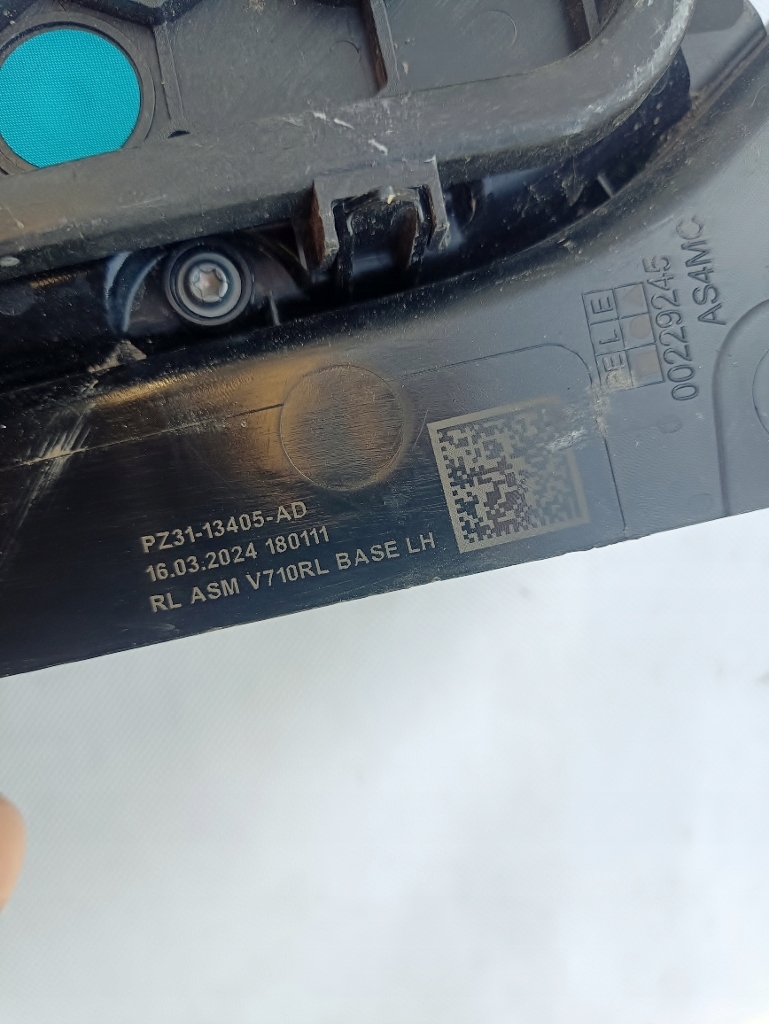 PZ31-13405-AD
16.03.2024 180111
RL ASM V710RL BASE LH
E L E
00229245
AS4MC